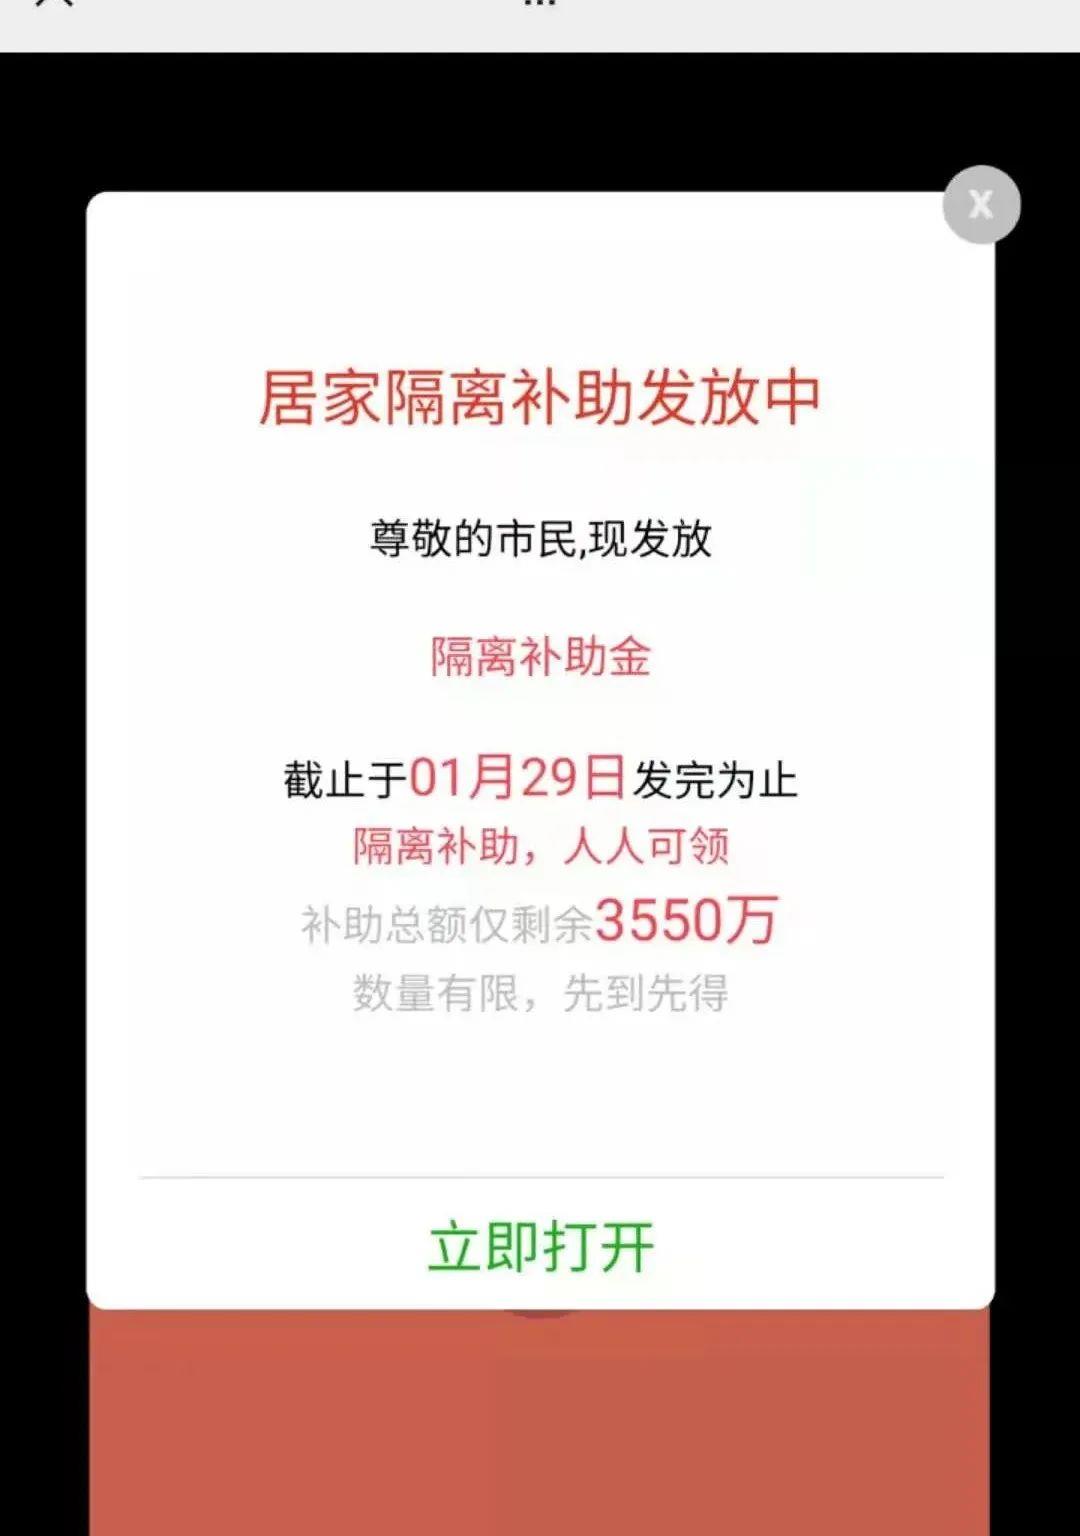 X
居家隔离补助发放中
尊敬的市民,现发放
隔离补助金
截止于01月29日发完为止
隔离补助，人人可领
补助总额仅剩余3550万
数量有限，先到先得
立即打开